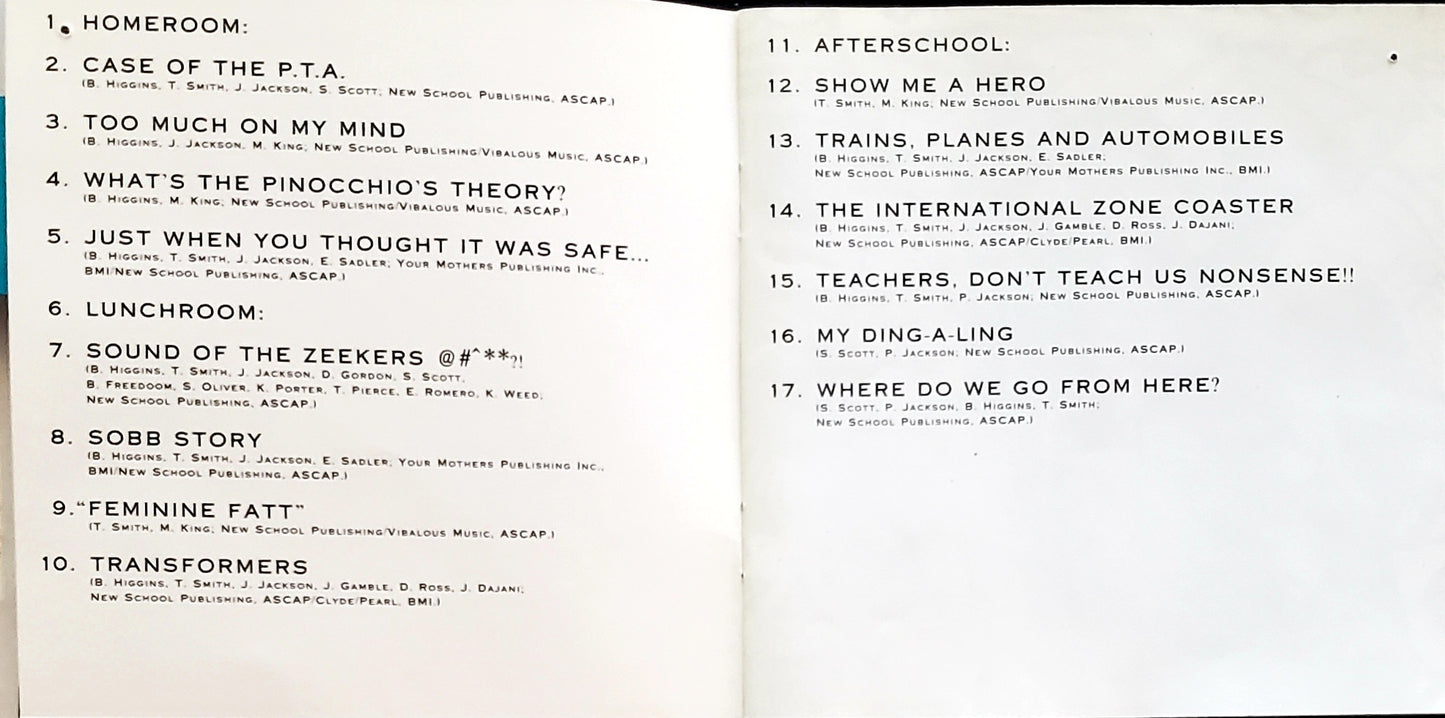 1. HOMEROOM:
2. CASE OF THE P.T.A.
(B. HIGGINS, T. SMITH, J. JACKSON, S. SCOTT; NEW SCHOOL PUBLISHING, ASCAP.)
3. TOO MUCH ON MY MIND
(B. HIGGINS, J. JACKSON, M. KING; NEW SCHOOL PUBLISHING/VIBALOUS MUSIC, ASCAP.)
4. WHAT'S THE PINOCCHIO'S THEORY?
(B. HIGGINS, M. KING; NEW SCHOOL PUBLISHING/VIBALOUS MUSIC, ASCAP.)
5. JUST WHEN YOU THOUGHT IT WAS SAFE...
(B. HIGGINS, T. SMITH, J. JACKSON, E. SADLER; YOUR MOTHERS PUBLISHING INC.,
BMI/NEW SCHOOL PUBLISHING, ASCAP.)
6. LUNCHROOM:
7. SOUND OF THE ZEEKERS @#^**?!
(B. HIGGINS, T. SMITH, J. JACKSON, D. GORDON, S. SCOTT,
B. FREEDOOM, S. OLIVER, K. PORTER, T. PIERCE, E. ROMERO, K. WEED;
NEW SCHOOL PUBLISHING, ASCAP.)
8. SOBB STORY
(B. HIGGINS, T. SMITH, J. JACKSON, E. SADLER; YOUR MOTHERS PUBLISHING INC.,
BMI/NEW SCHOOL PUBLISHING, ASCAP.)
9. "FEMININE FATT"
(T. SMITH, M. KING; NEW SCHOOL PUBLISHING/VIBALOUS MUSIC, ASCAP.)
10. TRANSFORMERS
(B. HIGGINS, T. SMITH, J. JACKSON, J. GAMBLE, D. ROSS, J. DAJANI;
NEW SCHOOL PUBLISHING, ASCAP/CLYDE/PEARL, BMI.)
11. AFTERSCHOOL:
12. SHOW ME A HERO
(T. SMITH, M. KING; NEW SCHOOL PUBLISHING/VIBALOUS MUSIC, ASCAP.)
13. TRAINS, PLANES AND AUTOMOBILES
(B. HIGGINS, T. SMITH, J. JACKSON, E. SADLER;
NEW SCHOOL PUBLISHING, ASCAP/YOUR MOTHERS PUBLISHING INC., BMI.)
14. THE INTERNATIONAL ZONE COASTER
(B. HIGGINS, T. SMITH, J. JACKSON, J. GAMBLE, D. ROSS, J. DAJANI;
NEW SCHOOL PUBLISHING, ASCAP/CLYDE/PEARL, BMI.)
15. TEACHERS, DON'T TEACH US NONSENSE!!
(B. HIGGINS, T. SMITH, P. JACKSON; NEW SCHOOL PUBLISHING, ASCAP.)
16. MY DING-A-LING
(S. SCOTT, P. JACKSON; NEW SCHOOL PUBLISHING, ASCAP.)
17. WHERE DO WE GO FROM HERE?
(S. SCOTT, P. JACKSON, B. HIGGINS, T. SMITH;
NEW SCHOOL PUBLISHING, ASCAP.)